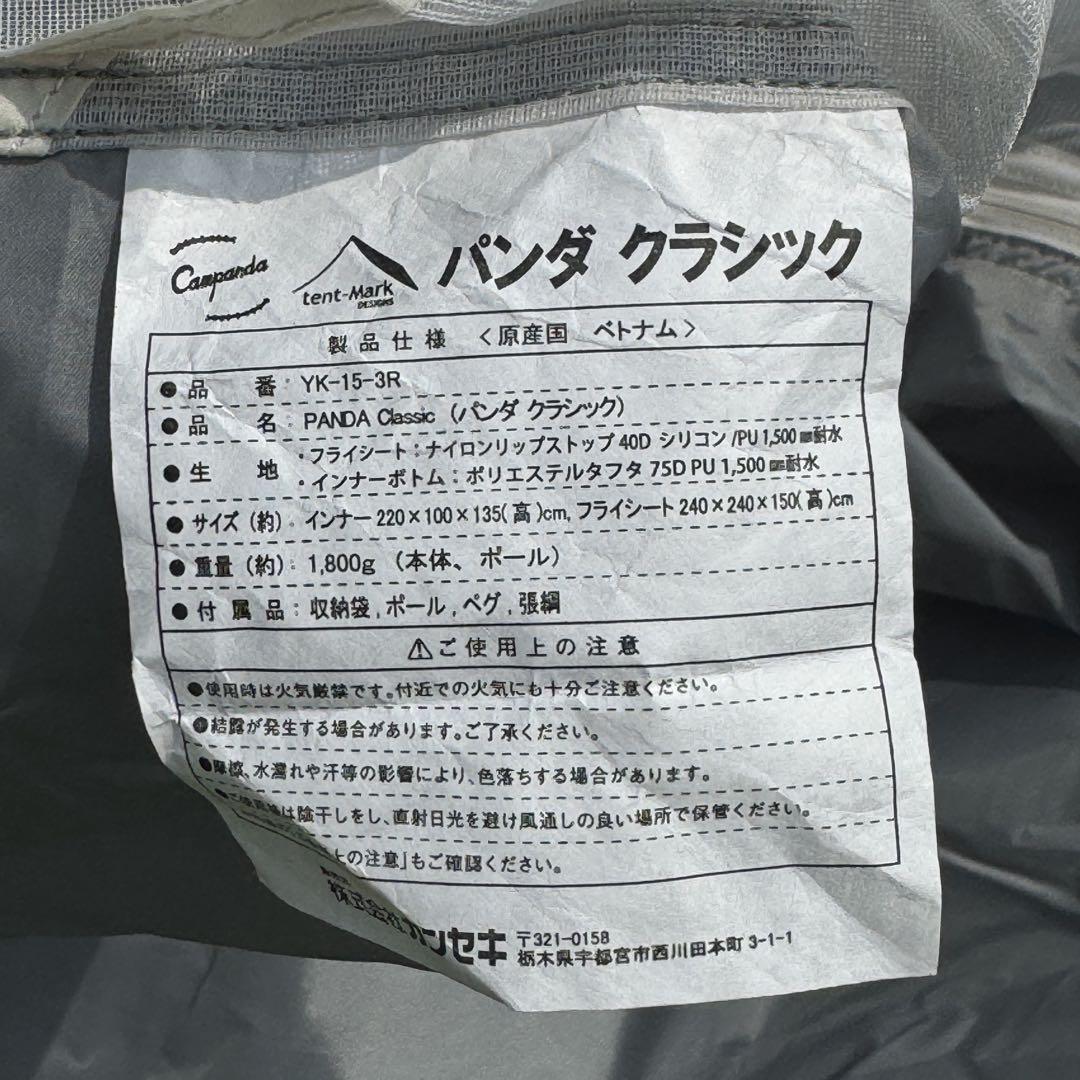 Campanda
tent-Mark
DESIGNS
パンダ クラシック
製品仕様 〈原産国 ベトナム〉
●品番：YK-15-3R
●品名：PANDA Classic（パンダ クラシック）
●生地
・フライシート：ナイロンリップストップ 40D シリコン/PU 1,500㎜耐水
・インナーボトム：ポリエステルタフタ 75D PU 1,500㎜耐水
●サイズ（約）：インナー 220×100×135(高)cm, フライシート 240×240×150(高)cm
●重量（約）：1,800g （本体、ポール）
●付属品：収納袋, ポール, ペグ, 張綱
⚠ご使用上の注意
●使用時は火気厳禁です。付近での火気にも十分ご注意ください。
●結露が発生する場合があります。ご了承ください。
●摩擦、水濡れや汗等の影響により、色落ちする場合があります。
は陰干しをし、直射日光を避け風通しの良い場所で保管ください。
の注意」もご確認ください。
株式会社カンセキ
〒321-0158
栃木県宇都宮市西川田本町 3-1-1